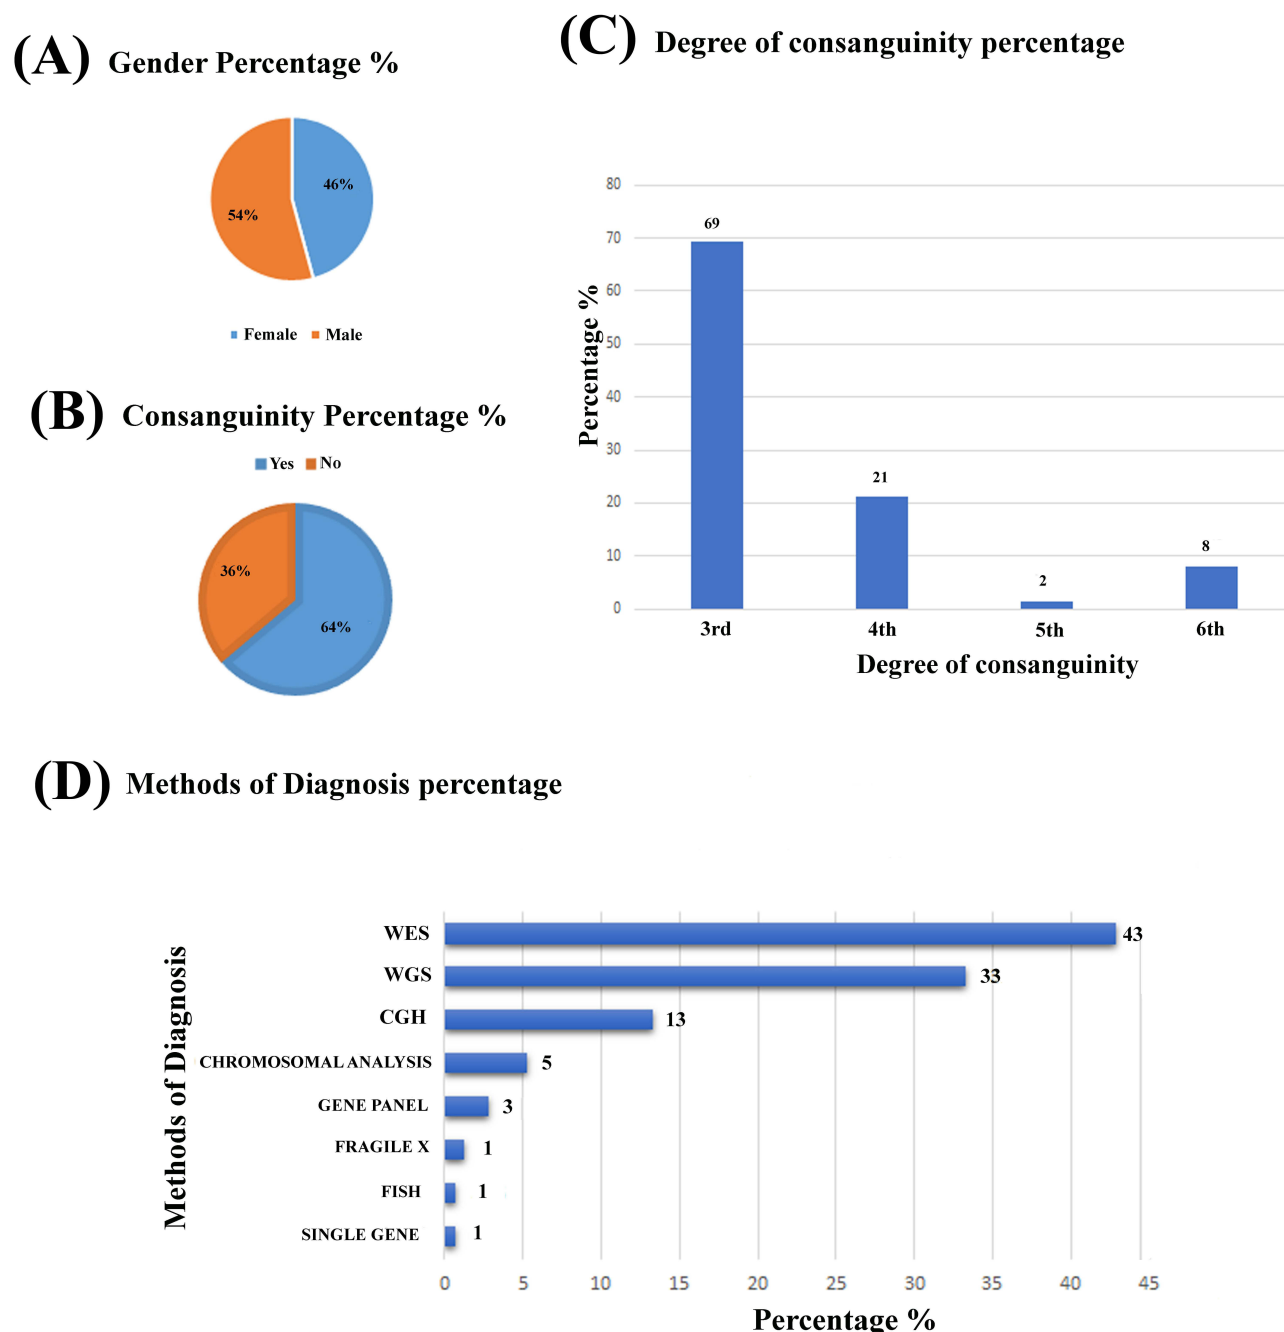 (A) Gender Percentage %
46%
54%
Female Male
(B) Consanguinity Percentage %
Yes No
36%
64%
(C) Degree of consanguinity percentage
Percentage %
80
70
60
50
40
30
20
10
0
69
21
2
8
3rd 4th 5th 6th
Degree of consanguinity
(D) Methods of Diagnosis percentage
Methods of Diagnosis
WES 43
WGS 33
CGH 13
CHROMOSOMAL ANALYSIS 5
GENE PANEL 3
FRAGILE X 1
FISH 1
SINGLE GENE 1
0 5 10 15 20 25 30 35 40 45
Percentage %